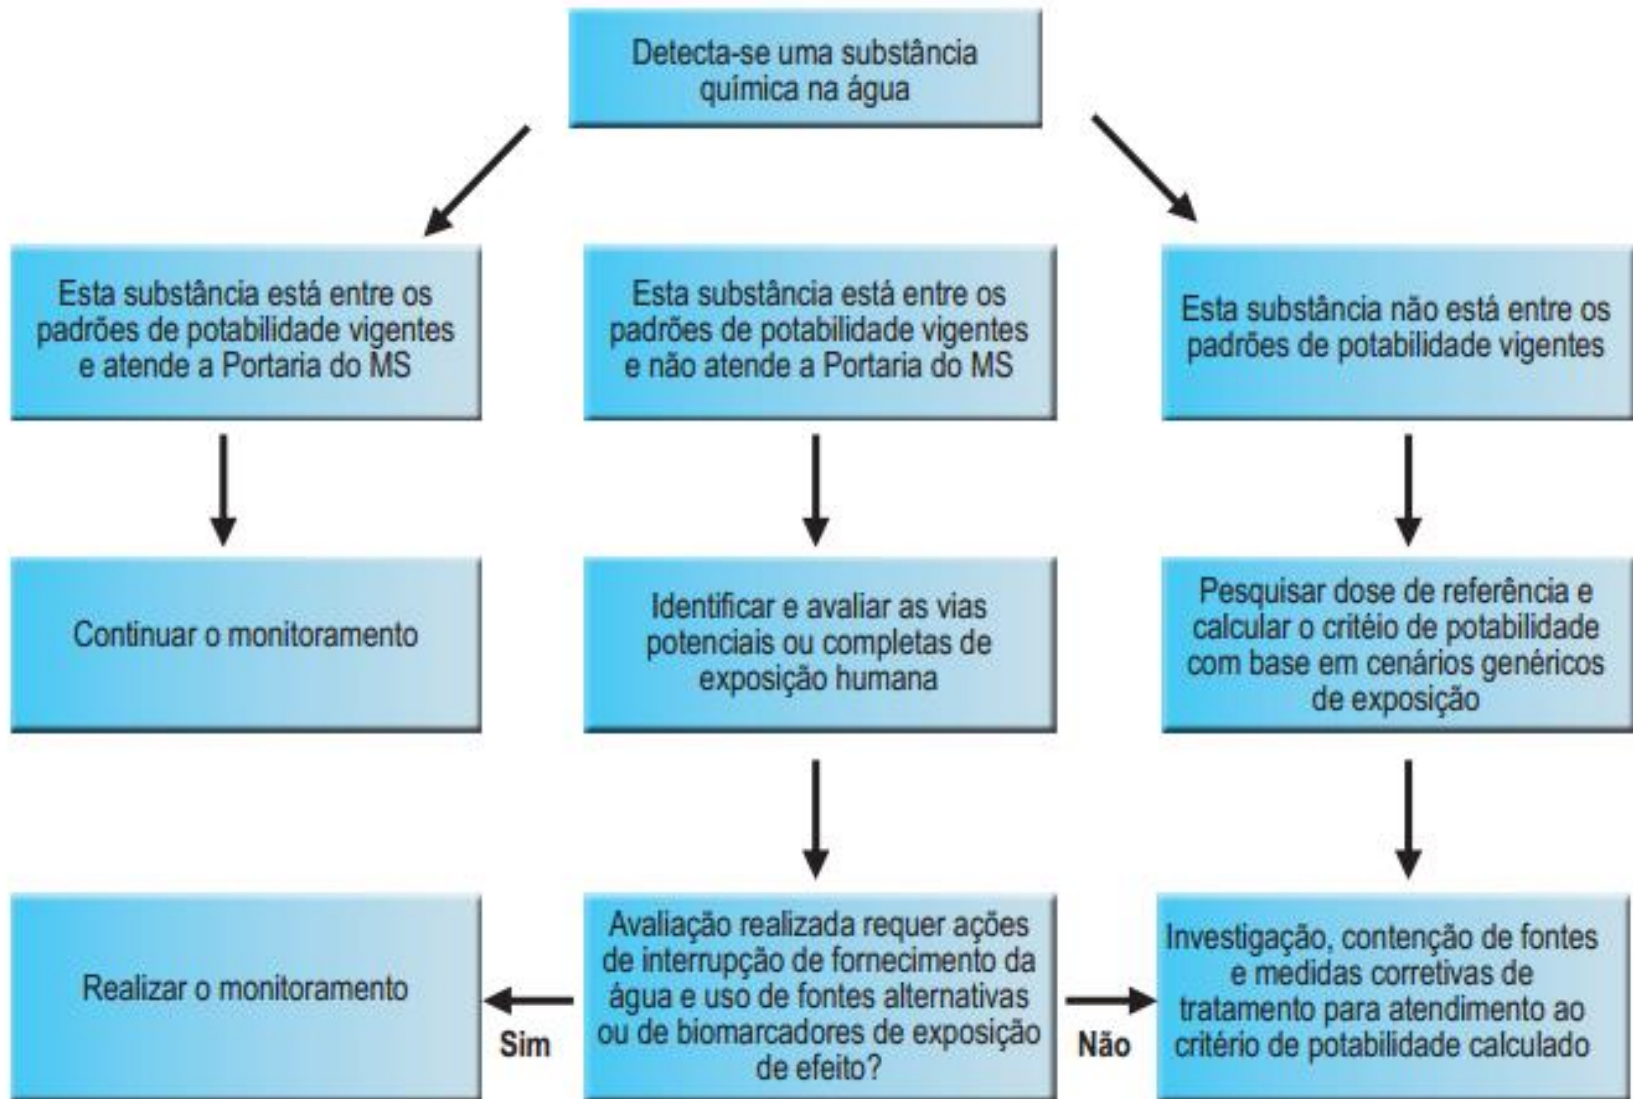 Detecta-se uma substância
química na água
Esta substância está entre os
padrões de potabilidade vigentes
e atende a Portaria do MS
Esta substância está entre os
padrões de potabilidade vigentes
e não atende a Portaria do MS
Esta substância não está entre os
padrões de potabilidade vigentes
Continuar o monitoramento
Identificar e avaliar as vias
potenciais ou completas de
exposição humana
Pesquisar dose de referência e
calcular o critéio de potabilidade
com base em cenários genéricos
de exposição
Realizar o monitoramento
Sim
Avaliação realizada requer ações
de interrupção de fornecimento da
água e uso de fontes alternativas
ou de biomarcadores de exposição
de efeito?
Não
Investigação, contenção de fontes
e medidas corretivas de
tratamento para atendimento ao
critério de potabilidade calculado